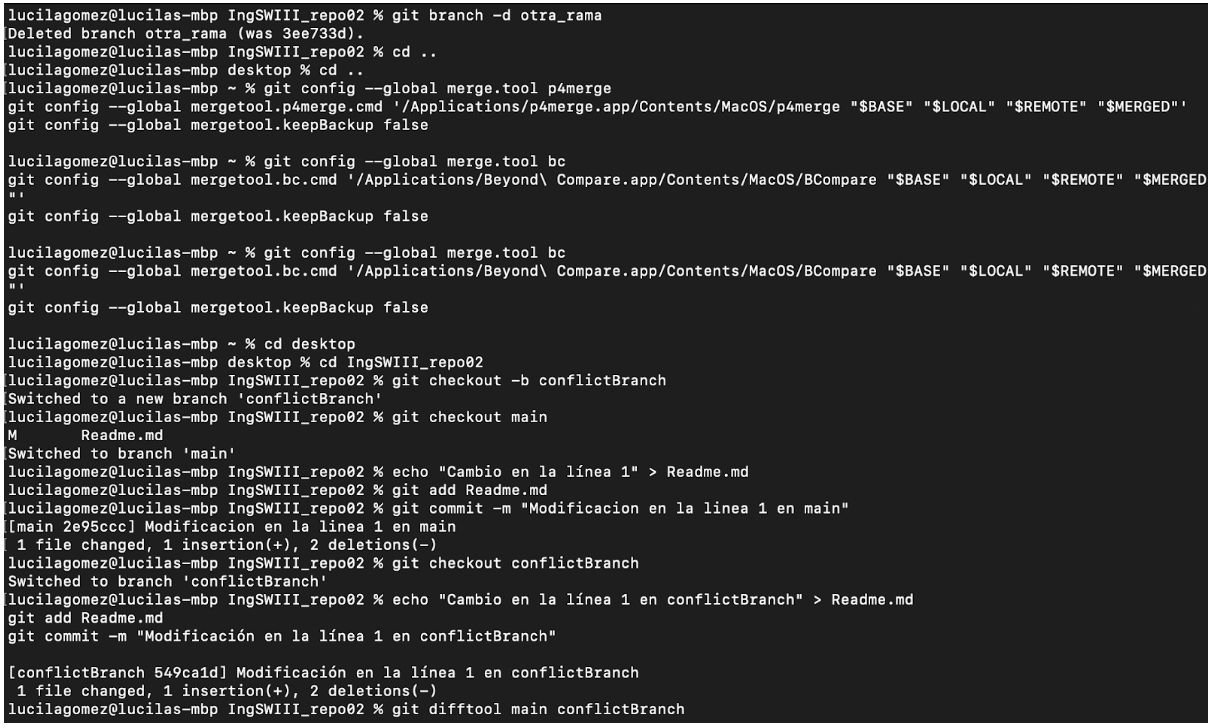 lucilagomez@lucilas-mbp IngSWIII_repo02 % git branch -d otra_rama
[Deleted branch otra_rama (was 3ee733d).
lucilagomez@lucilas-mbp IngSWIII_repo02 % cd ..
[lucilagomez@lucilas-mbp desktop % cd ..
[lucilagomez@lucilas-mbp ~ % git config --global merge.tool p4merge
git config --global mergetool.p4merge.cmd '/Applications/p4merge.app/Contents/MacOS/p4merge "$BASE" "$LOCAL" "$REMOTE" "$MERGED"'
git config --global mergetool.keepBackup false
lucilagomez@lucilas-mbp ~ % git config --global merge.tool bc
git config --global mergetool.bc.cmd '/Applications/Beyond\ Compare.app/Contents/MacOS/BCompare "$BASE" "$LOCAL" "$REMOTE" "$MERGED
"'
git config --global mergetool.keepBackup false
lucilagomez@lucilas-mbp ~ % git config --global merge.tool bc
git config --global mergetool.bc.cmd '/Applications/Beyond\ Compare.app/Contents/MacOS/BCompare "$BASE" "$LOCAL" "$REMOTE" "$MERGED
"'
git config --global mergetool.keepBackup false
lucilagomez@lucilas-mbp ~ % cd desktop
lucilagomez@lucilas-mbp desktop % cd IngSWIII_repo02
[lucilagomez@lucilas-mbp IngSWIII_repo02 % git checkout -b conflictBranch
[Switched to a new branch 'conflictBranch'
[lucilagomez@lucilas-mbp IngSWIII_repo02 % git checkout main
M       Readme.md
[Switched to branch 'main'
lucilagomez@lucilas-mbp IngSWIII_repo02 % echo "Cambio en la línea 1" > Readme.md
lucilagomez@lucilas-mbp IngSWIII_repo02 % git add Readme.md
[lucilagomez@lucilas-mbp IngSWIII_repo02 % git commit -m "Modificacion en la linea 1 en main"
[[main 2e95ccc] Modificacion en la linea 1 en main
[ 1 file changed, 1 insertion(+), 2 deletions(-)
lucilagomez@lucilas-mbp IngSWIII_repo02 % git checkout conflictBranch
Switched to branch 'conflictBranch'
[lucilagomez@lucilas-mbp IngSWIII_repo02 % echo "Cambio en la línea 1 en conflictBranch" > Readme.md
git add Readme.md
git commit -m "Modificación en la línea 1 en conflictBranch"
[conflictBranch 549ca1d] Modificación en la línea 1 en conflictBranch
 1 file changed, 1 insertion(+), 2 deletions(-)
lucilagomez@lucilas-mbp IngSWIII_repo02 % git difftool main conflictBranch